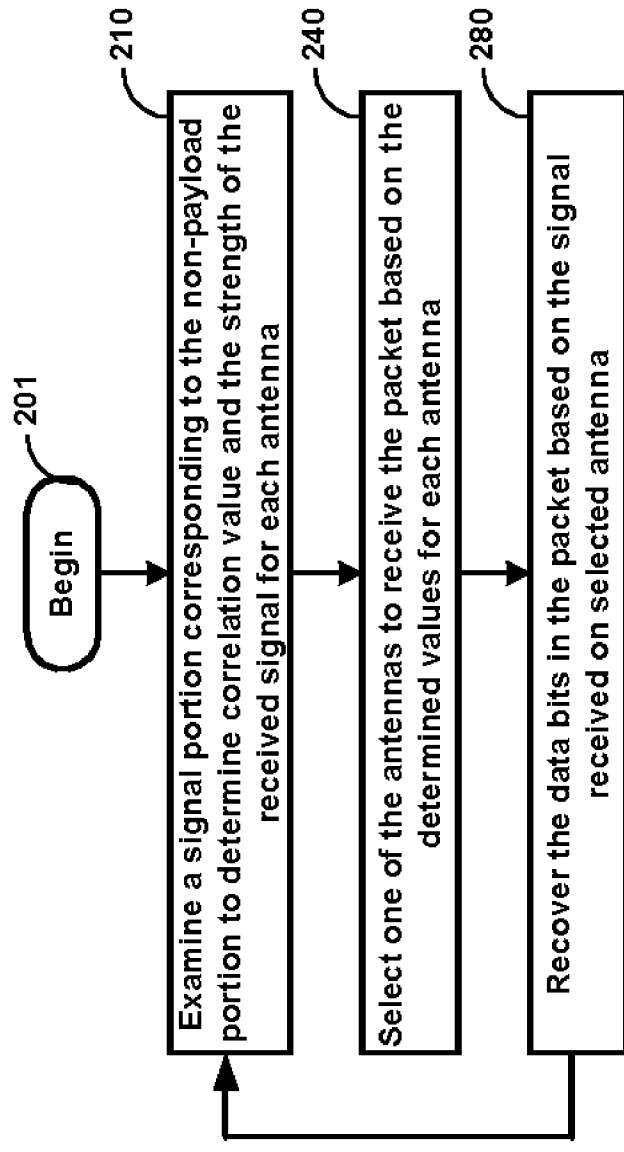 201
Begin
210
Examine a signal portion corresponding to the non-payload
portion to determine correlation value and the strength of the
received signal for each antenna
240
Select one of the antennas to receive the packet based on the
determined values for each antenna
280
Recover the data bits in the packet based on the signal
received on selected antenna